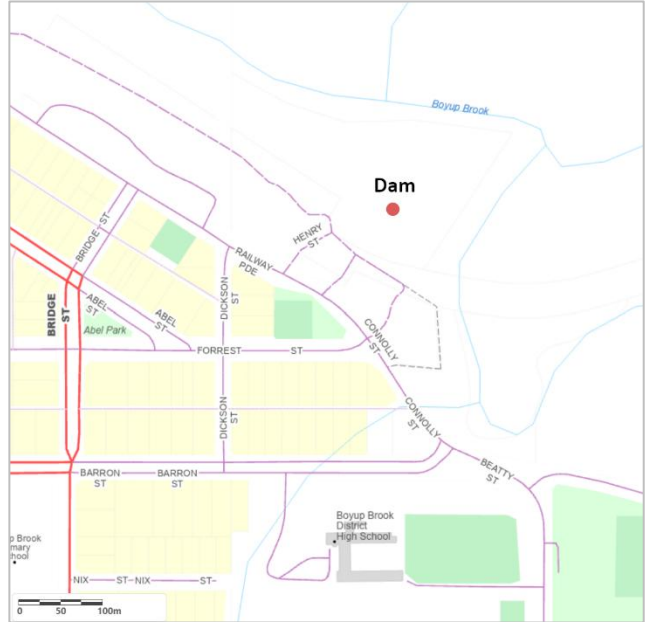 Boyup Brook
Dam
BRIDGE ST
HENRY
ST
RAILWAY
PDE
DICKSON
ST
ABEL
ST
ABEL
ST
BRIDGE
ST
Abel Park
CONNOLLY
ST
FORREST ST
DICKSON
ST
CONNOLLY
ST
BEATTY
ST
BARRON
ST
BARRON
ST
Boyup Brook
District
High School
p Brook
mary
hool
NIX ST NIX ST
0 50 100m